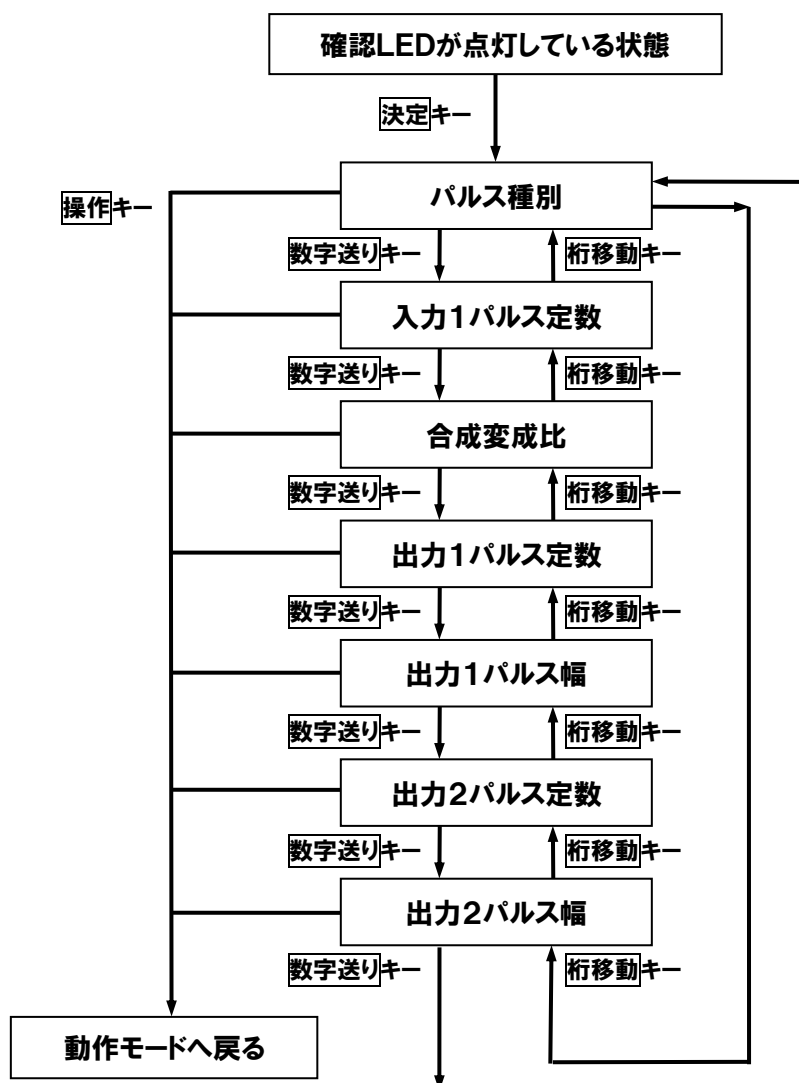 確認LEDが点灯している状態
決定キー
パルス種別
操作キー
数字送りキー 桁移動キー
入力1パルス定数
数字送りキー 桁移動キー
合成変成比
数字送りキー 桁移動キー
出力1パルス定数
数字送りキー 桁移動キー
出力1パルス幅
数字送りキー 桁移動キー
出力2パルス定数
数字送りキー 桁移動キー
出力2パルス幅
数字送りキー 桁移動キー
動作モードへ戻る